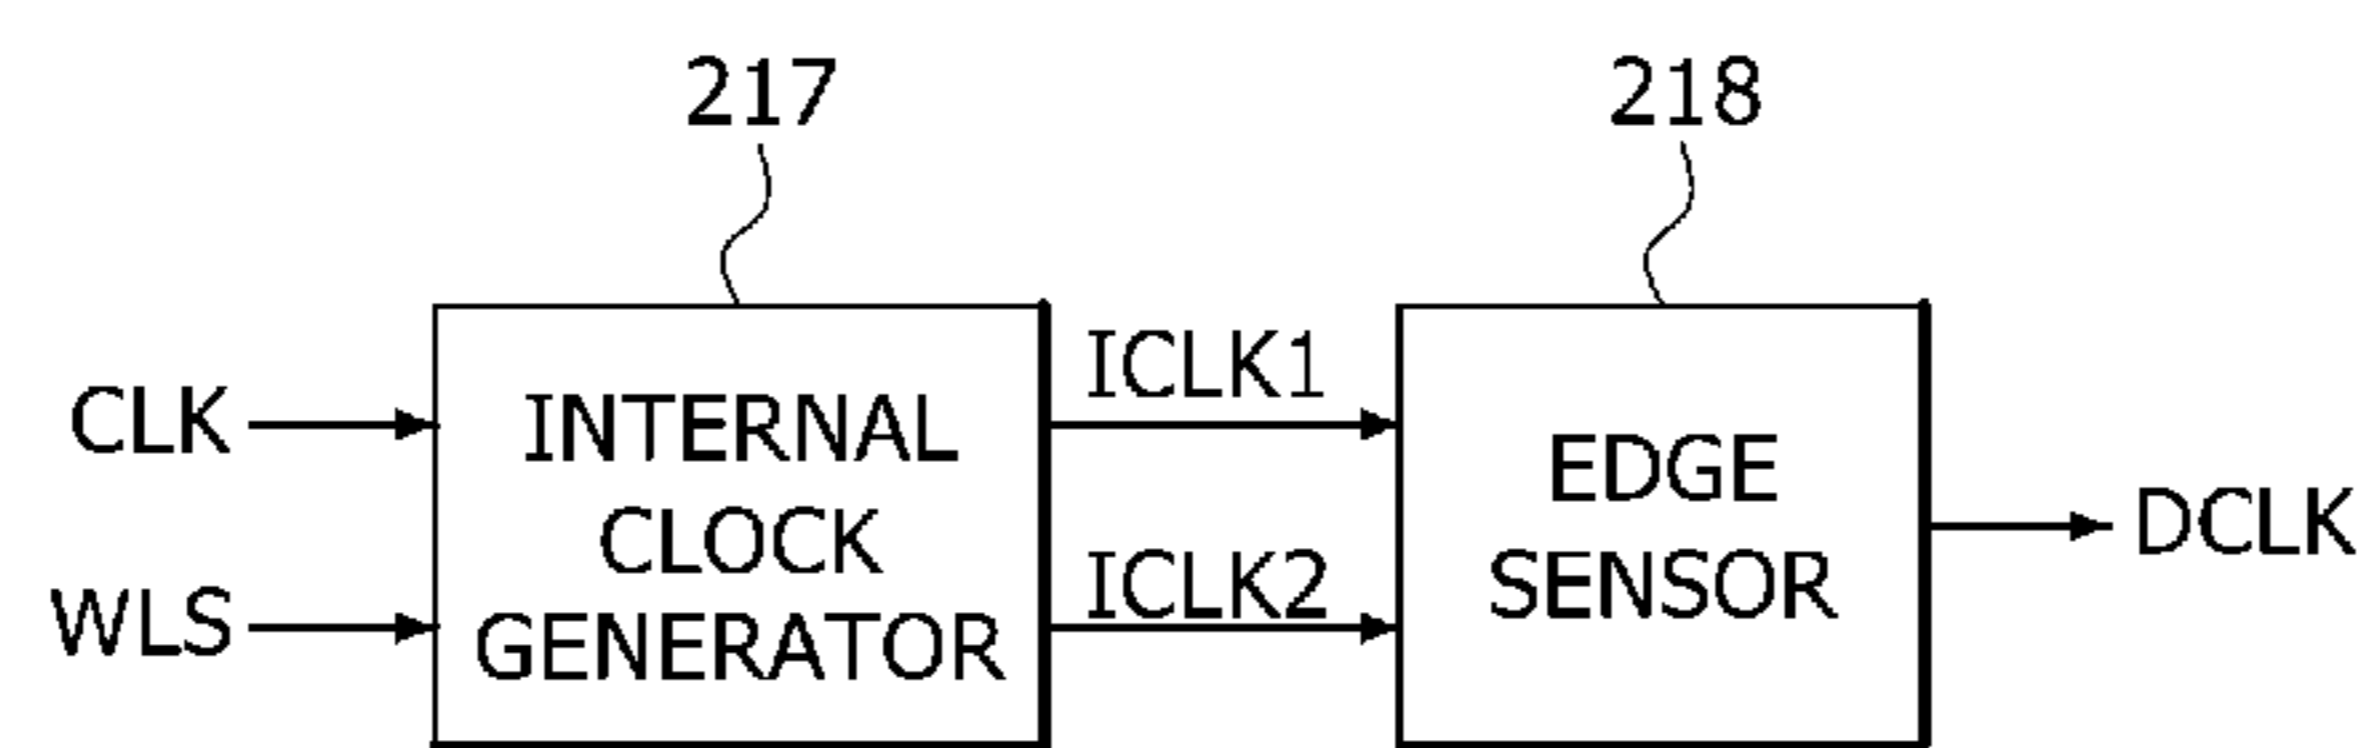 217
218
CLK
WLS
INTERNAL
CLOCK
GENERATOR
ICLK1
ICLK2
EDGE
SENSOR
DCLK